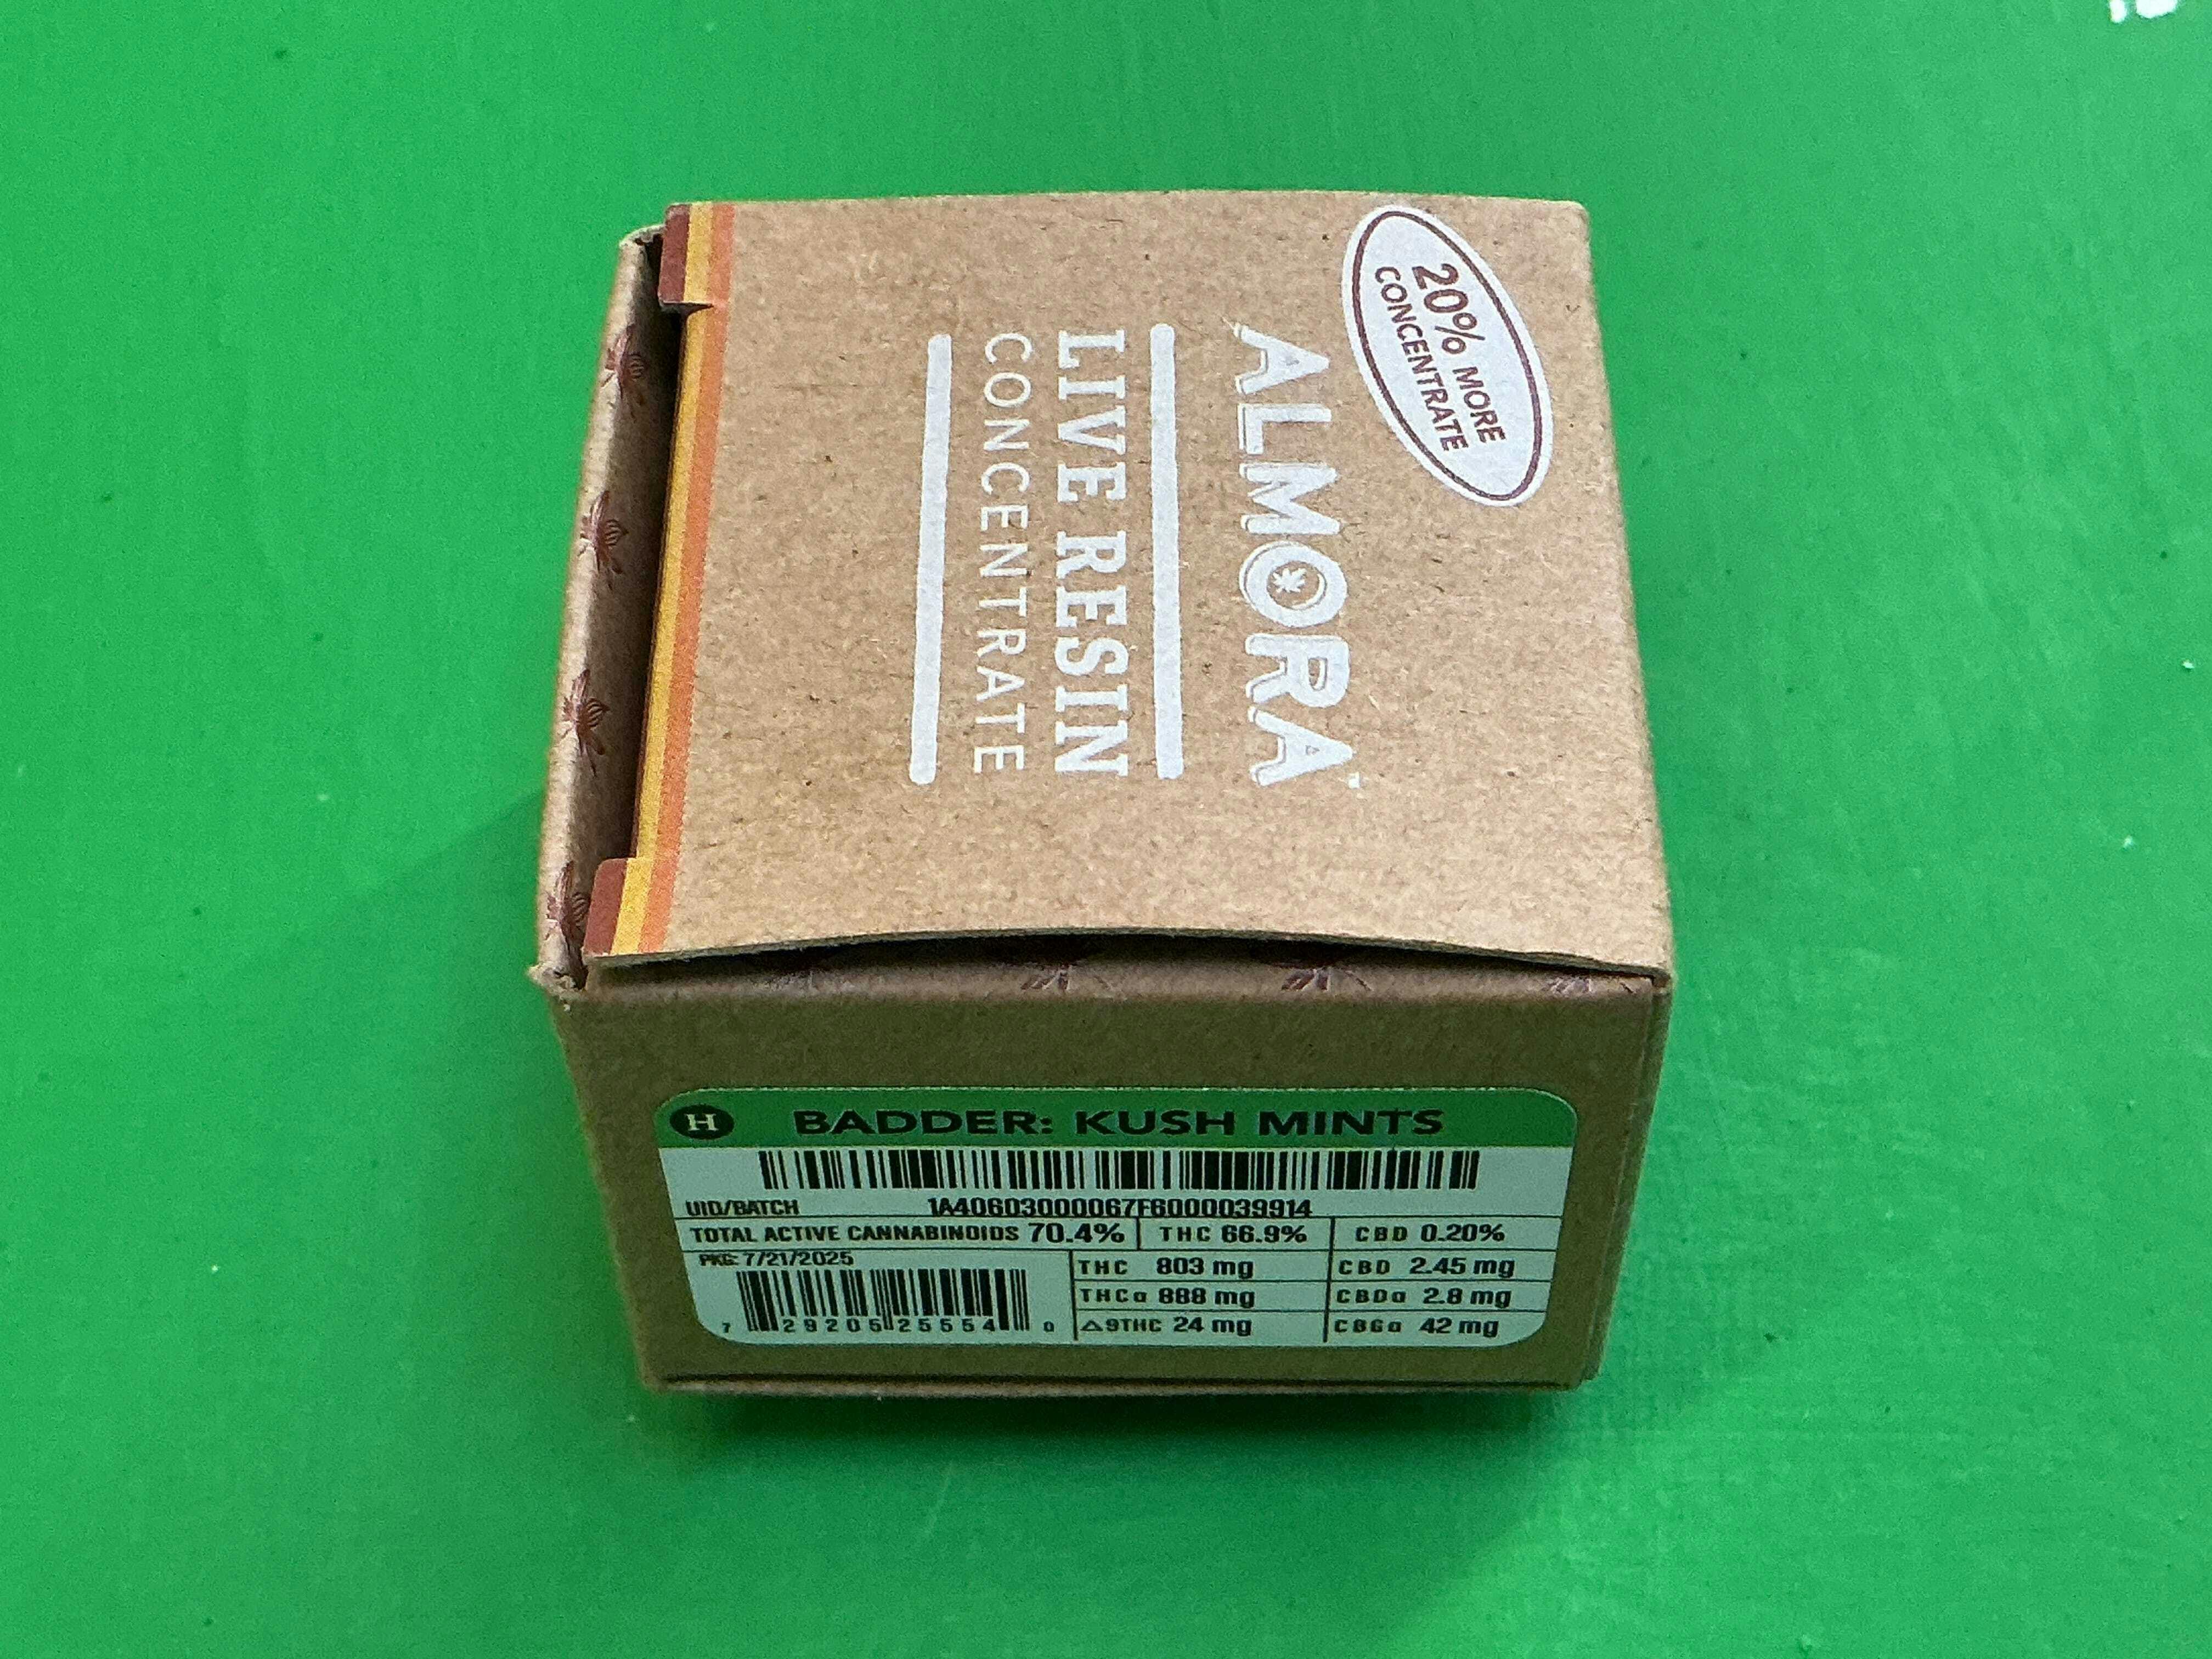 20% MORE
CONCENTRATE
ALMORA
LIVE RESIN
CONCENTRATE
H BADDER: KUSH MINTS
UID/BATCH 1A40603000067F6000039914
TOTAL ACTIVE CANNABINOIDS 70.4% THC 66.9% CBD 0.20%
PKG: 7/21/2025
THC 803 mg CBD 2.45 mg
THCa 888 mg CBDa 2.8 mg
Δ9THC 24 mg CBGa 42 mg
7 29205 25554 0